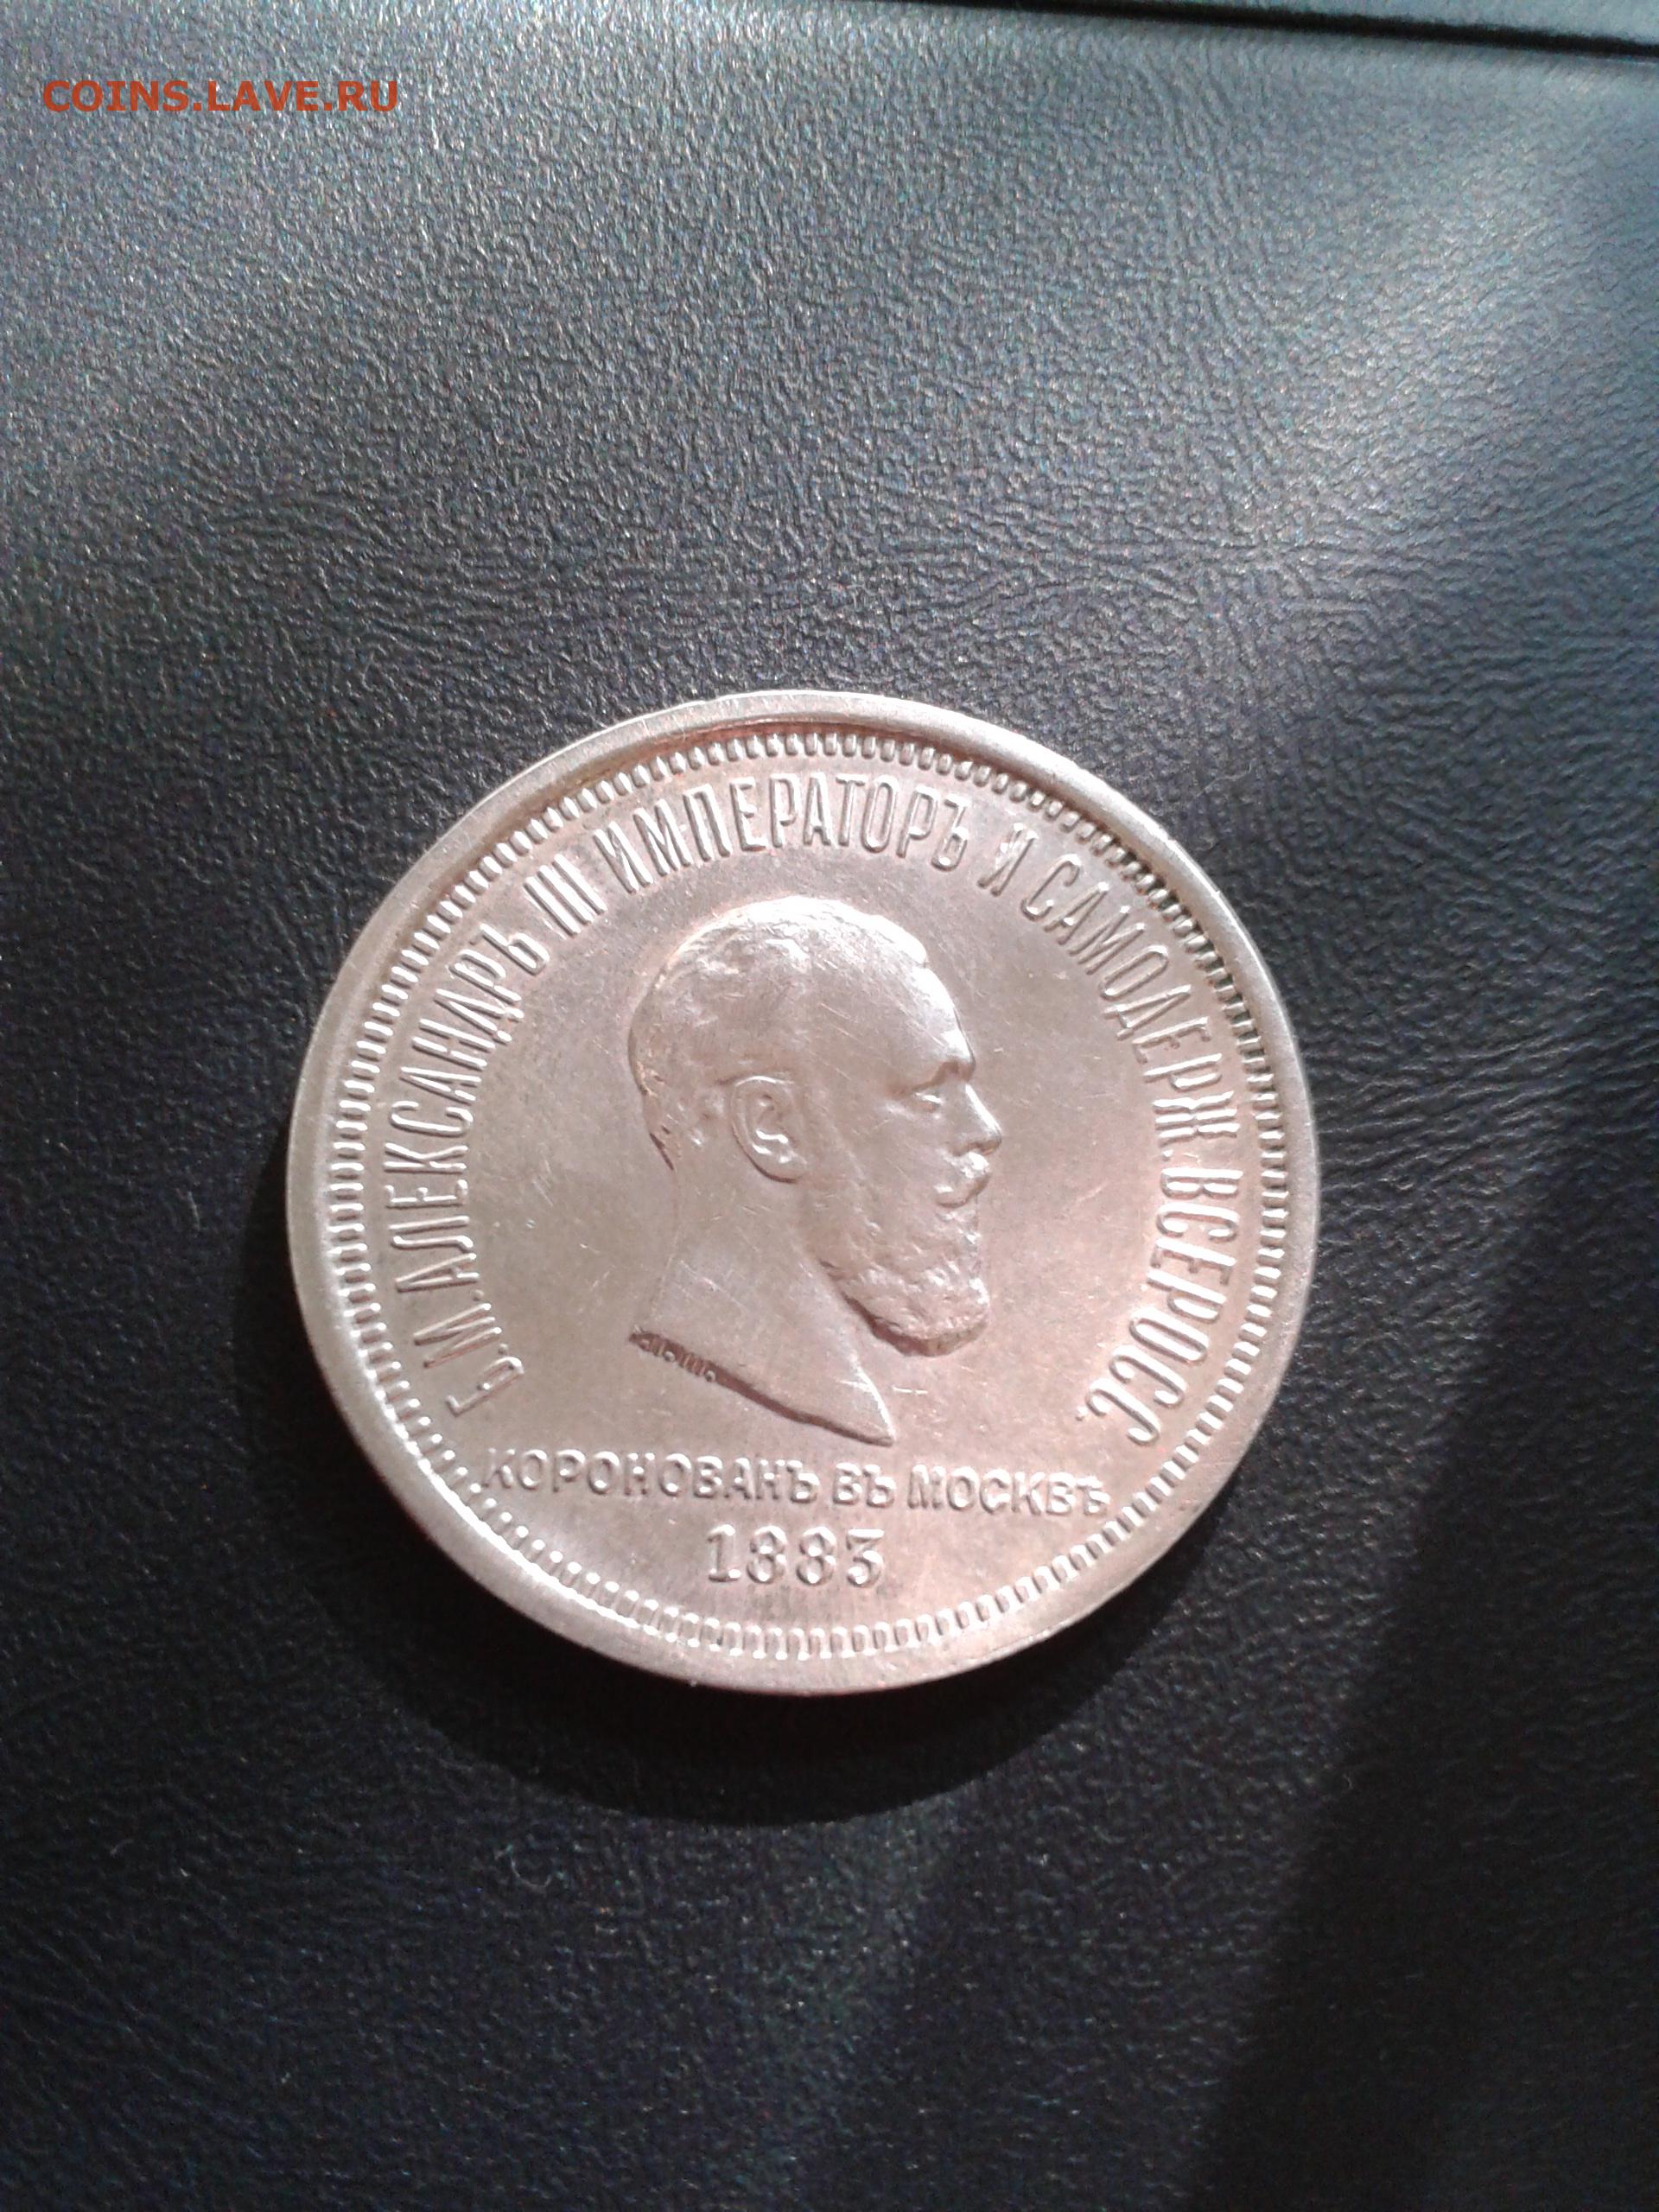 COINS.LAVE.RU
Б.М.АЛЕКСАНДРЪ III ИМПЕРАТОРЪ И САМОДЕРЖ.ВСЕРОСС.
Л.Ш.
КОРОНОВАНЪ ВЪ МОСКВѢ
1883